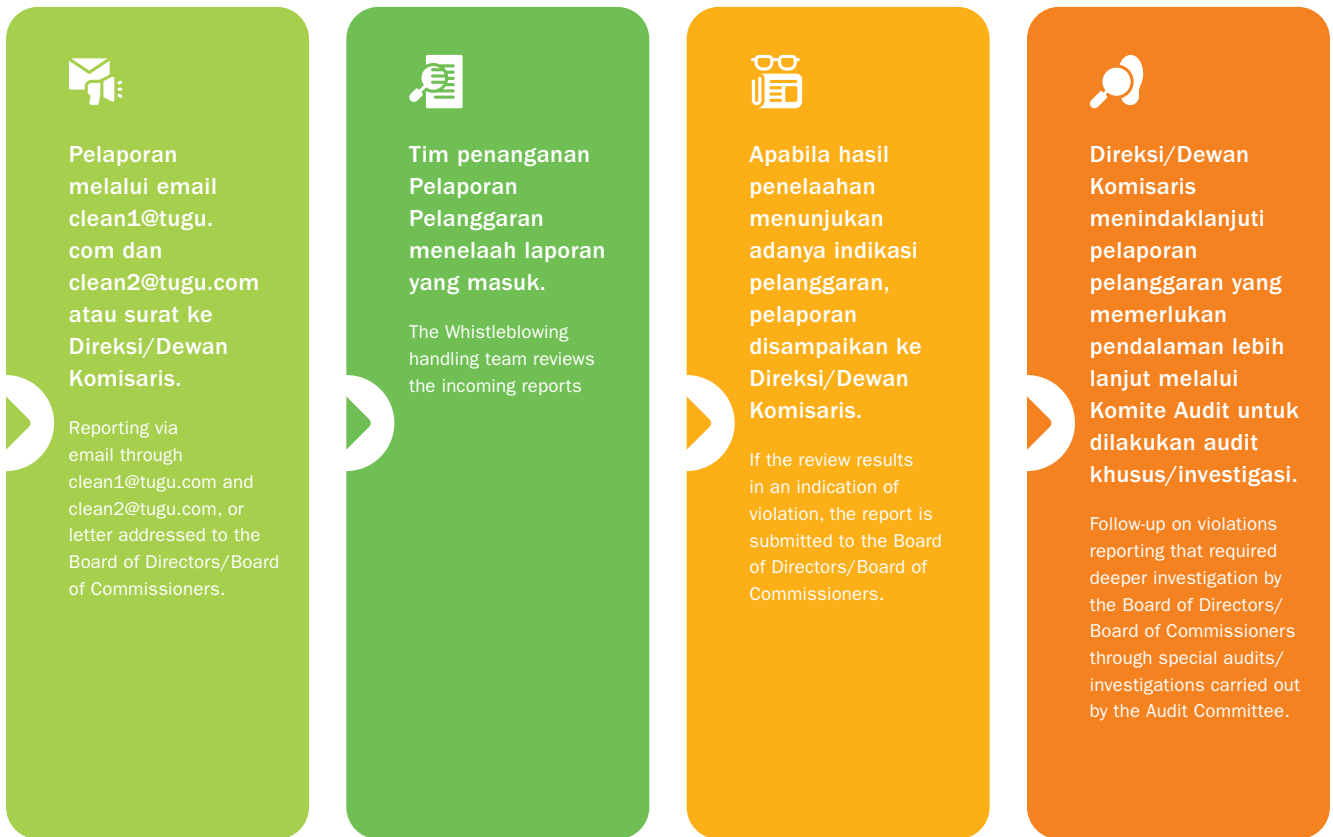 Pelaporan
melalui email
clean1@tugu.
com dan
clean2@tugu.com
atau surat ke
Direksi/Dewan
Komisaris.
Reporting via
email through
clean1@tugu.com and
clean2@tugu.com, or
letter addressed to the
Board of Directors/Board
of Commissioners.
Tim penanganan
Pelaporan
Pelanggaran
menelaah laporan
yang masuk.
The Whistleblowing
handling team reviews
the incoming reports
Apabila hasil
penelaahan
menunjukan
adanya indikasi
pelanggaran,
pelaporan
disampaikan ke
Direksi/Dewan
Komisaris.
If the review results
in an indication of
violation, the report is
submitted to the Board
of Directors/Board of
Commissioners.
Direksi/Dewan
Komisaris
menindaklanjuti
pelaporan
pelanggaran yang
memerlukan
pendalaman lebih
lanjut melalui
Komite Audit untuk
dilakukan audit
khusus/investigasi.
Follow-up on violations
reporting that required
deeper investigation by
the Board of Directors/
Board of Commissioners
through special audits/
investigations carried out
by the Audit Committee.